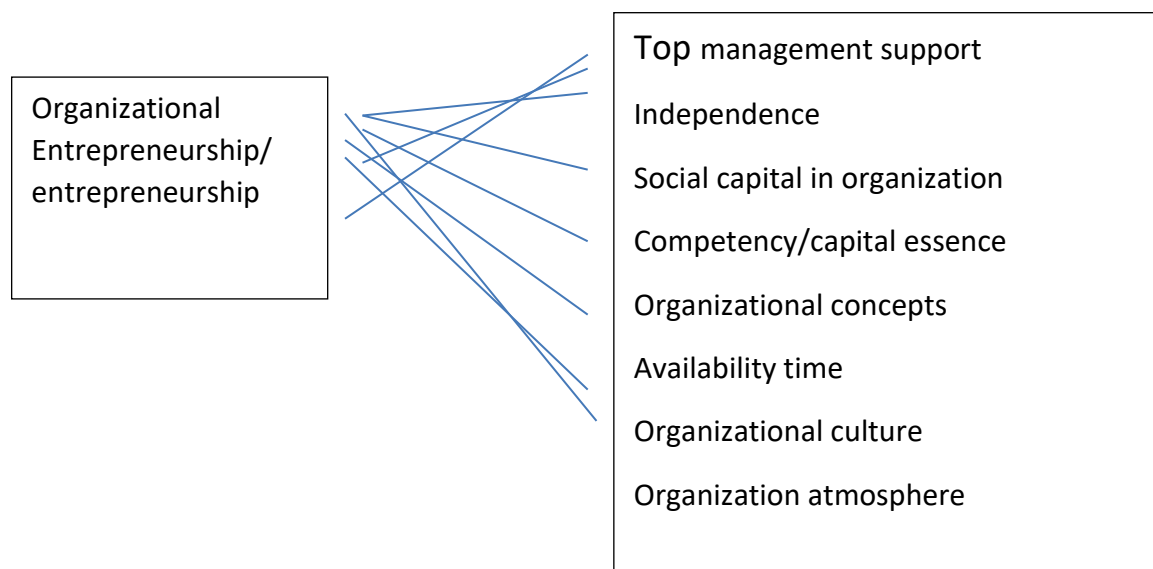 Organizational
Entrepreneurship/
entrepreneurship
Top management support
Independence
Social capital in organization
Competency/capital essence
Organizational concepts
Availability time
Organizational culture
Organization atmosphere